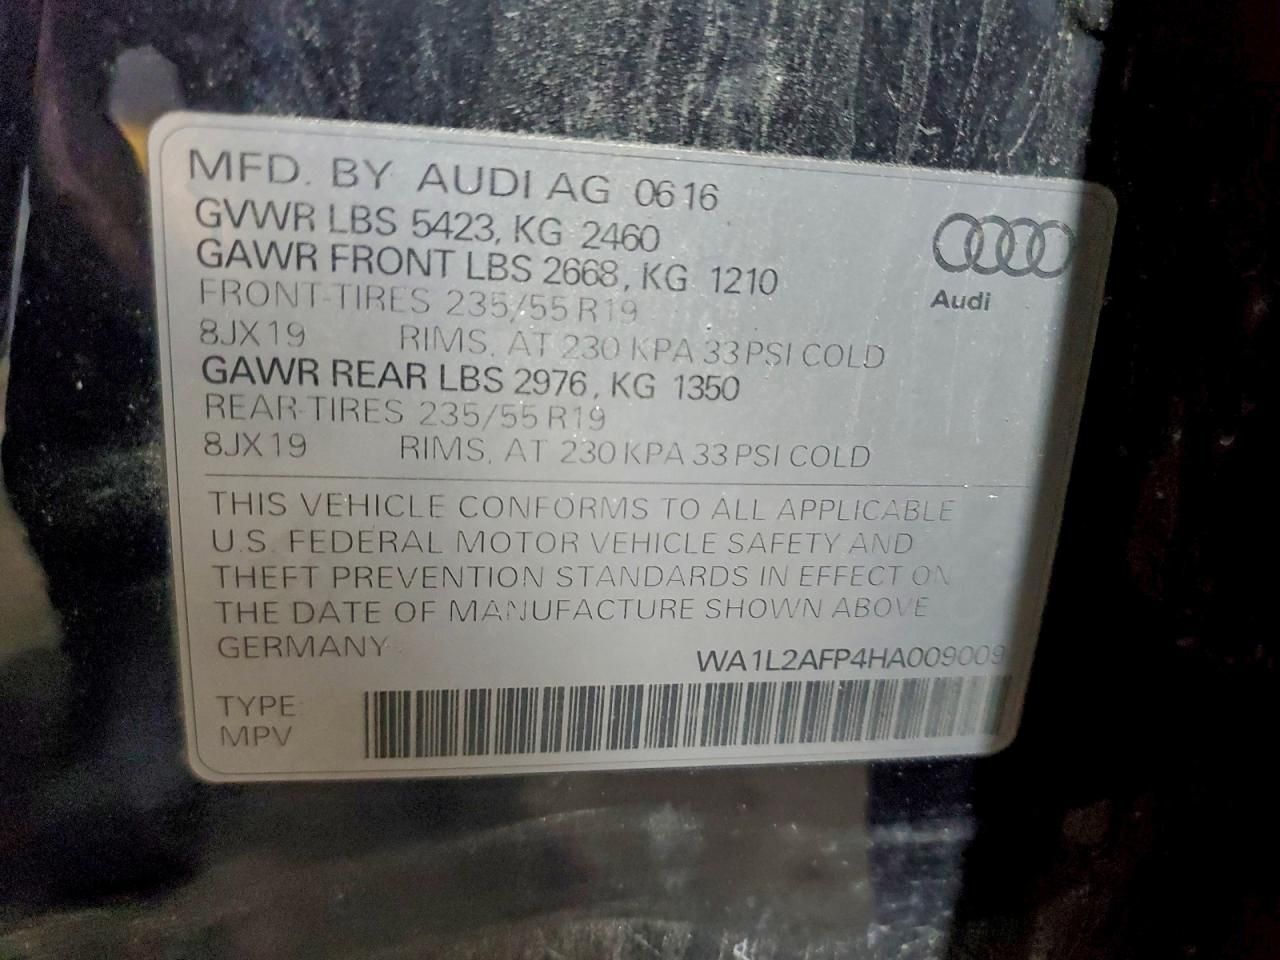 MFD. BY AUDI AG 0616
GVWR LBS 5423, KG 2460
GAWR FRONT LBS 2668, KG 1210
FRONT-TIRES 235/55 R19
8JX19 RIMS, AT 230 KPA 33 PSI COLD
GAWR REAR LBS 2976, KG 1350
REAR-TIRES 235/55 R19
8JX19 RIMS, AT 230 KPA 33 PSI COLD
Audi
THIS VEHICLE CONFORMS TO ALL APPLICABLE
U.S. FEDERAL MOTOR VEHICLE SAFETY AND
THEFT PREVENTION STANDARDS IN EFFECT ON
THE DATE OF MANUFACTURE SHOWN ABOVE
GERMANY WA1L2AFP4HA009009
TYPE:
MPV